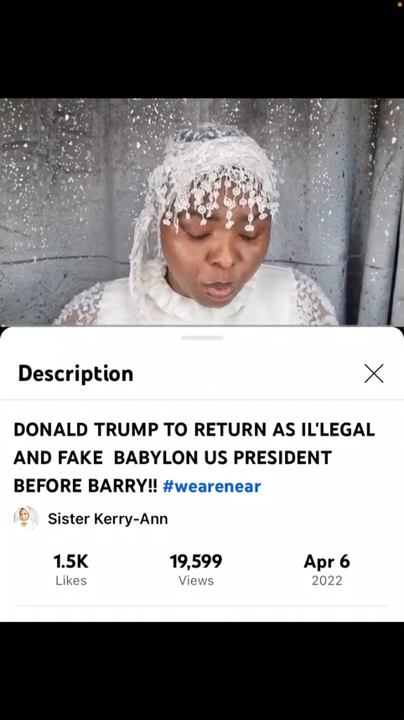 Description
DONALD TRUMP TO RETURN AS IL'LEGAL
AND FAKE  BABYLON US PRESIDENT
BEFORE BARRY!! #wearenear
Sister Kerry-Ann
1.5K
Likes
19,599
Views
Apr 6
2022